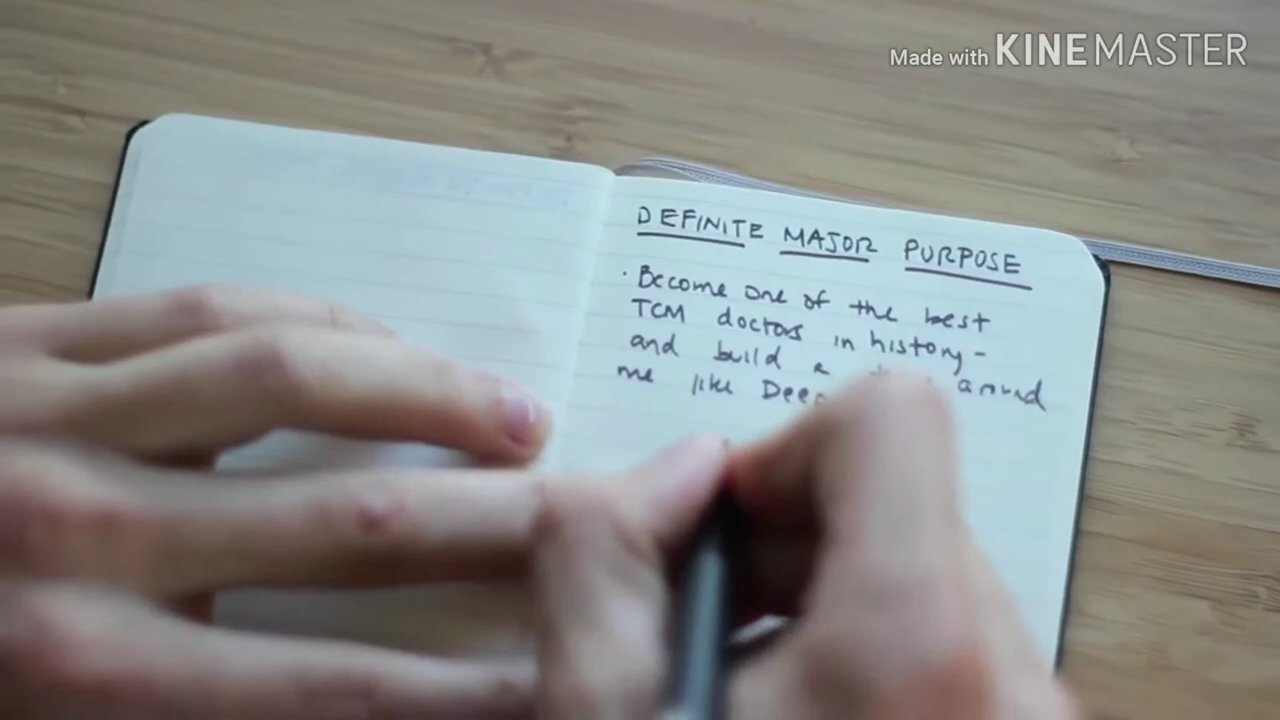 Made with KINEMASTER
DEFINITE MAJOR PURPOSE
· Become one of the best
TCM doctors in history -
and build a around
me like